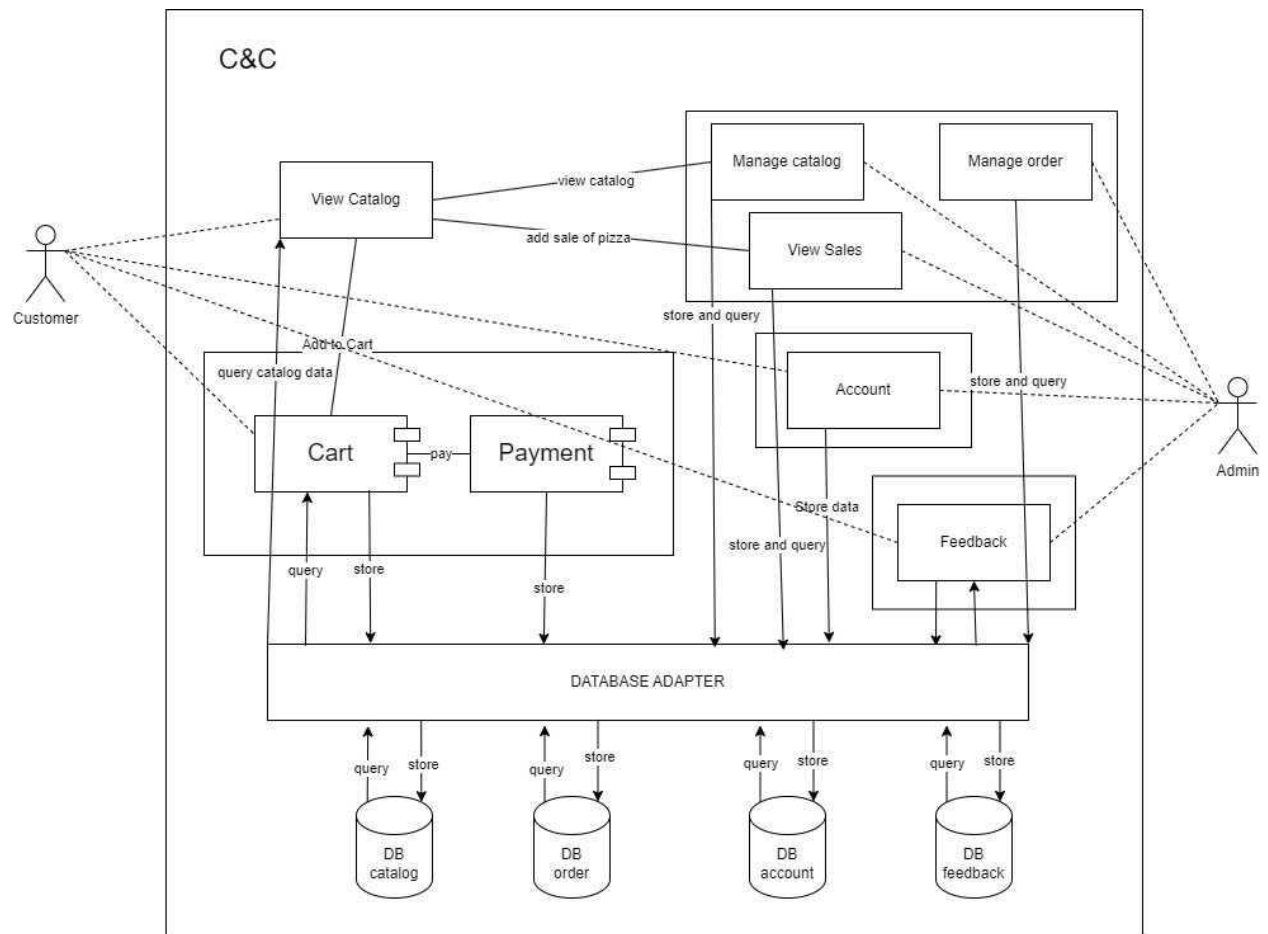 C&C
Manage catalog
Manage order
View Catalog
view catalog
add sale of pizza
View Sales
Customer
store and query
Add to Cart
query catalog data
Account
store and query
Cart
pay
Payment
Admin
Store data
Feedback
store and query
query
store
store
DATABASE ADAPTER
query
store
query
store
query
store
query
store
DB
catalog
DB
order
DB
account
DB
feedback